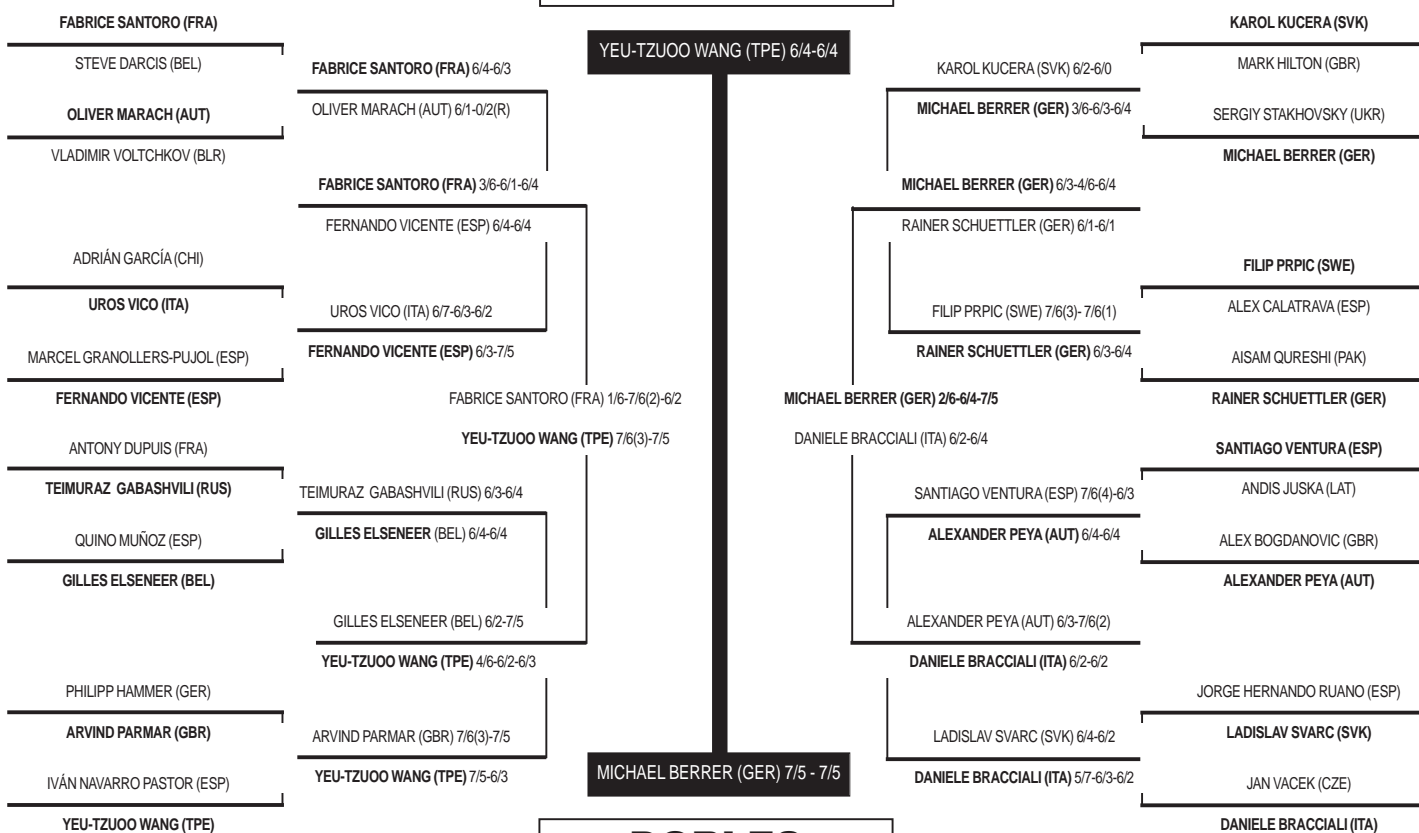 FABRICE SANTORO (FRA)
STEVE DARCIS (BEL)
OLIVER MARACH (AUT)
VLADIMIR VOLTCHKOV (BLR)
ADRIÁN GARCÍA (CHI)
UROS VICO (ITA)
MARCEL GRANOLLERS-PUJOL (ESP)
FERNANDO VICENTE (ESP)
ANTONY DUPUIS (FRA)
TEIMURAZ GABASHVILI (RUS)
QUINO MUÑOZ (ESP)
GILLES ELSENEER (BEL)
PHILIPP HAMMER (GER)
ARVIND PARMAR (GBR)
IVÁN NAVARRO PASTOR (ESP)
YEU-TZUOO WANG (TPE)
FABRICE SANTORO (FRA) 6/4-6/3
OLIVER MARACH (AUT) 6/1-0/2(R)
FABRICE SANTORO (FRA) 3/6-6/1-6/4
FERNANDO VICENTE (ESP) 6/4-6/4
UROS VICO (ITA) 6/7-6/3-6/2
FERNANDO VICENTE (ESP) 6/3-7/5
FABRICE SANTORO (FRA) 1/6-7/6(2)-6/2
YEU-TZUOO WANG (TPE) 7/6(3)-7/5
TEIMURAZ GABASHVILI (RUS) 6/3-6/4
GILLES ELSENEER (BEL) 6/4-6/4
GILLES ELSENEER (BEL) 6/2-7/5
YEU-TZUOO WANG (TPE) 4/6-6/2-6/3
ARVIND PARMAR (GBR) 7/6(3)-7/5
YEU-TZUOO WANG (TPE) 7/5-6/3
YEU-TZUOO WANG (TPE) 6/4-6/4
MICHAEL BERRER (GER) 7/5 - 7/5
KAROL KUCERA (SVK) 6/2-6/0
MICHAEL BERRER (GER) 3/6-6/3-6/4
MICHAEL BERRER (GER) 6/3-4/6-6/4
RAINER SCHUETTLER (GER) 6/1-6/1
FILIP PRPIC (SWE) 7/6(3)- 7/6(1)
RAINER SCHUETTLER (GER) 6/3-6/4
MICHAEL BERRER (GER) 2/6-6/4-7/5
DANIELE BRACCIALI (ITA) 6/2-6/4
SANTIAGO VENTURA (ESP) 7/6(4)-6/3
ALEXANDER PEYA (AUT) 6/4-6/4
ALEXANDER PEYA (AUT) 6/3-7/6(2)
DANIELE BRACCIALI (ITA) 6/2-6/2
LADISLAV SVARC (SVK) 6/4-6/2
DANIELE BRACCIALI (ITA) 5/7-6/3-6/2
KAROL KUCERA (SVK)
MARK HILTON (GBR)
SERGIY STAKHOVSKY (UKR)
MICHAEL BERRER (GER)
FILIP PRPIC (SWE)
ALEX CALATRAVA (ESP)
AISAM QURESHI (PAK)
RAINER SCHUETTLER (GER)
SANTIAGO VENTURA (ESP)
ANDIS JUSKA (LAT)
ALEX BOGDANOVIC (GBR)
ALEXANDER PEYA (AUT)
JORGE HERNANDO RUANO (ESP)
LADISLAV SVARC (SVK)
JAN VACEK (CZE)
DANIELE BRACCIALI (ITA)